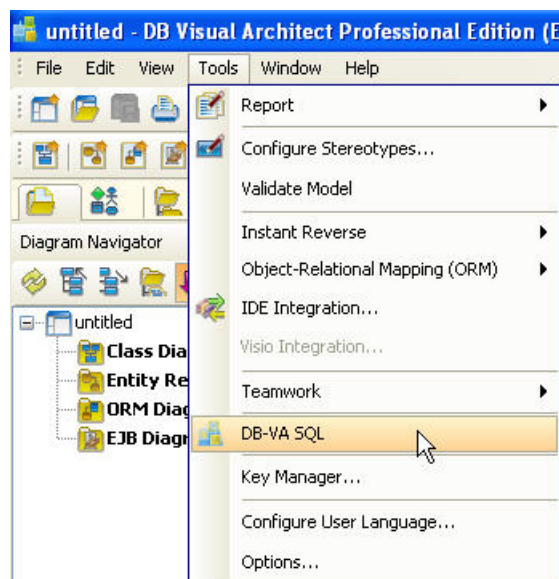 untitled - DB Visual Architect Professional Edition (E
File Edit View Tools Window Help
Report
Configure Stereotypes...
Validate Model
Diagram Navigator
Instant Reverse
Object-Relational Mapping (ORM)
IDE Integration...
untitled
Visio Integration...
Class Dia
Entity Re
Teamwork
ORM Diag
EJB Diagr
DB-VA SQL
Key Manager...
Configure User Language...
Options...